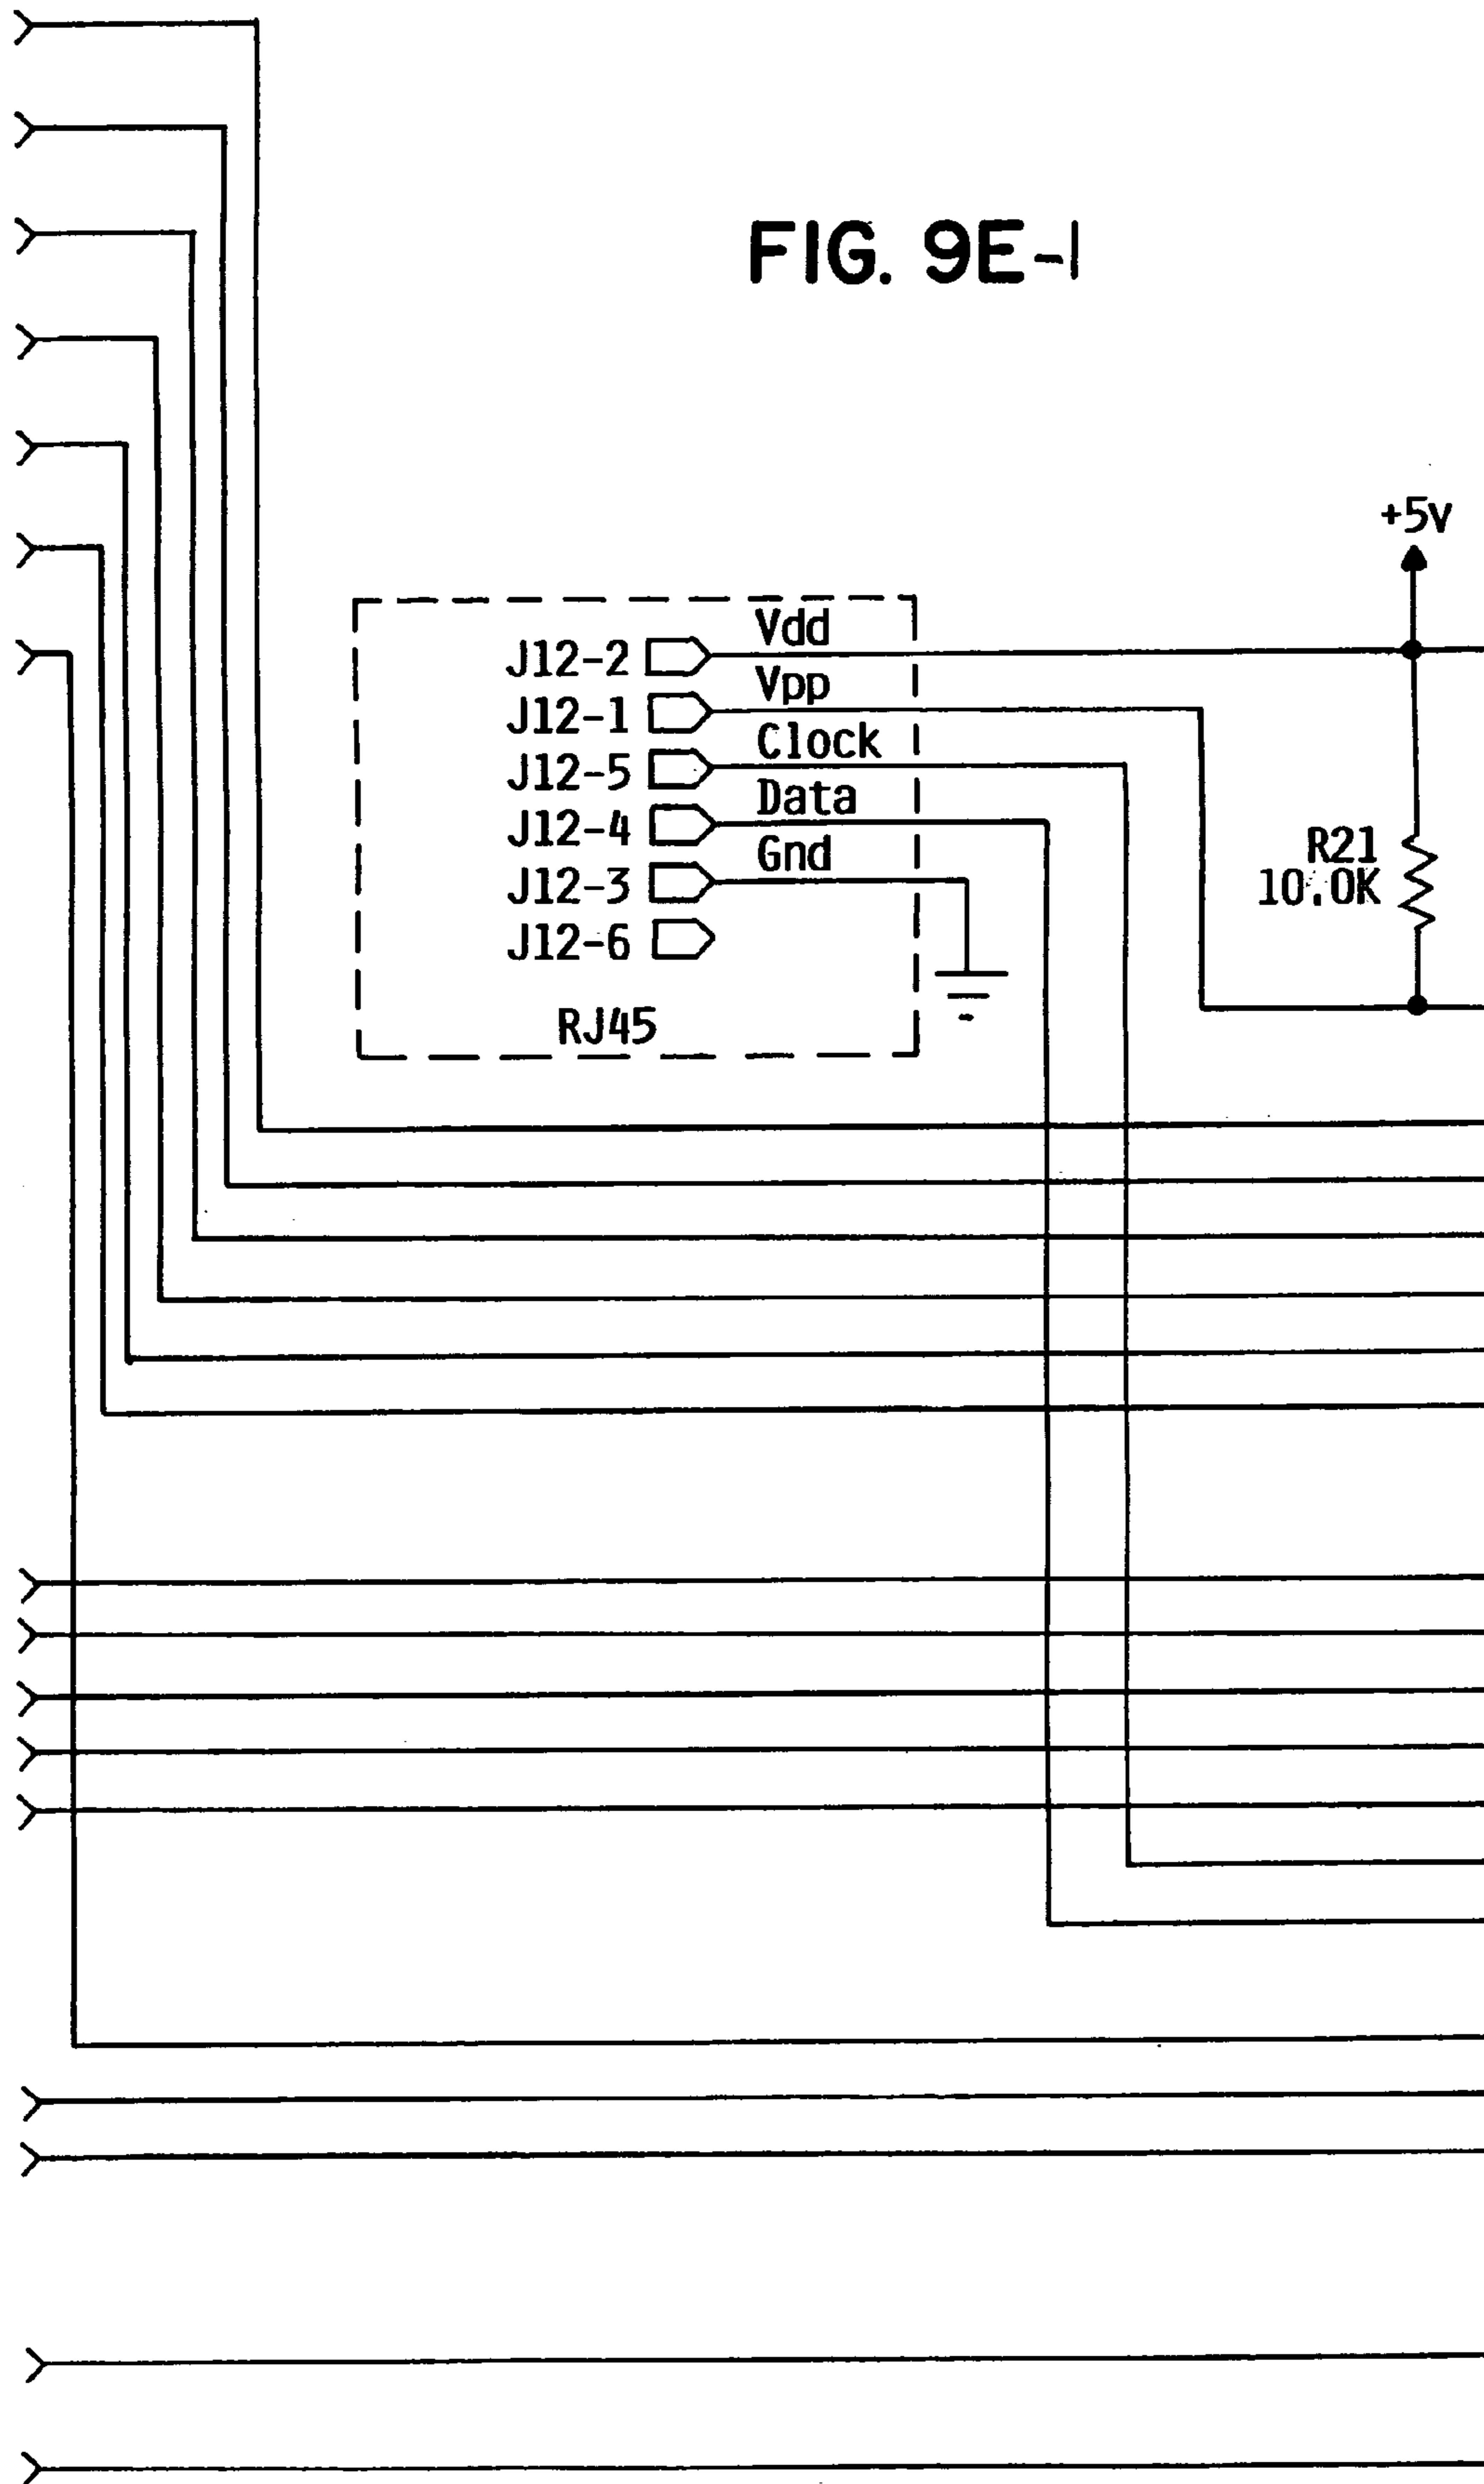 FIG. 9E-1
+5v
J12-2 Vdd
J12-1 Vpp
J12-5 Clock
J12-4 Data
J12-3 Gnd
J12-6
RJ45
R21
10.0K